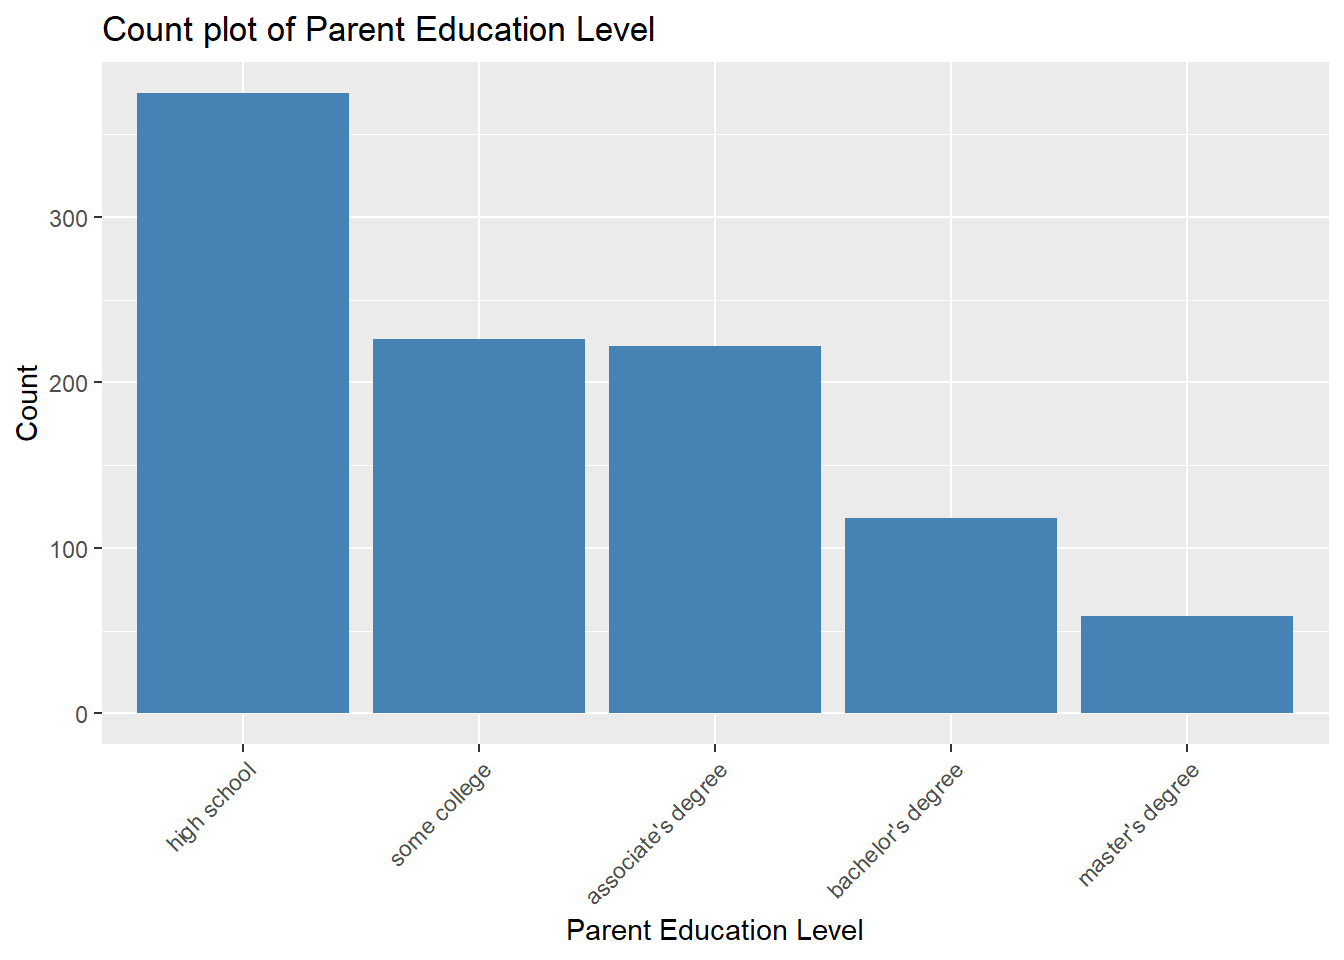 Count plot of Parent Education Level
300
200
100
0
Count
high school
some college
associate's degree
bachelor's degree
master's degree
Parent Education Level